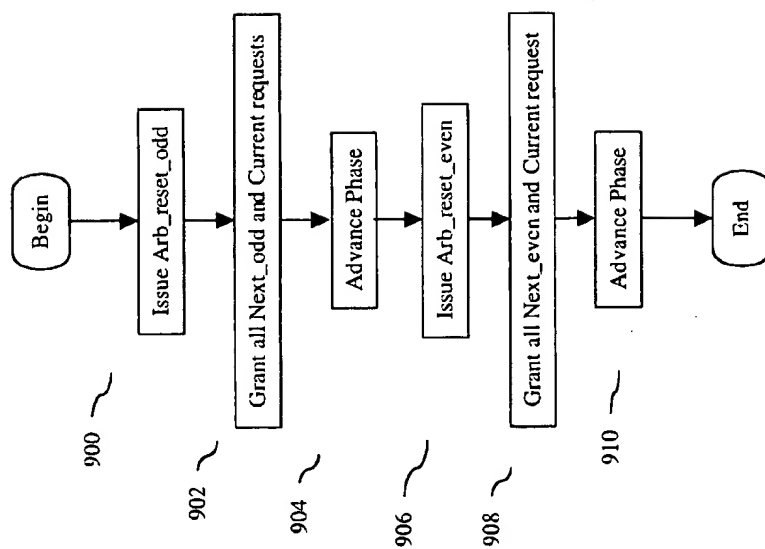 Begin
900
Issue Arb_reset_odd
902
Grant all Next_odd and Current requests
904
Advance Phase
906
Issue Arb_reset_even
908
Grant all Next_even and Current request
910
Advance Phase
End